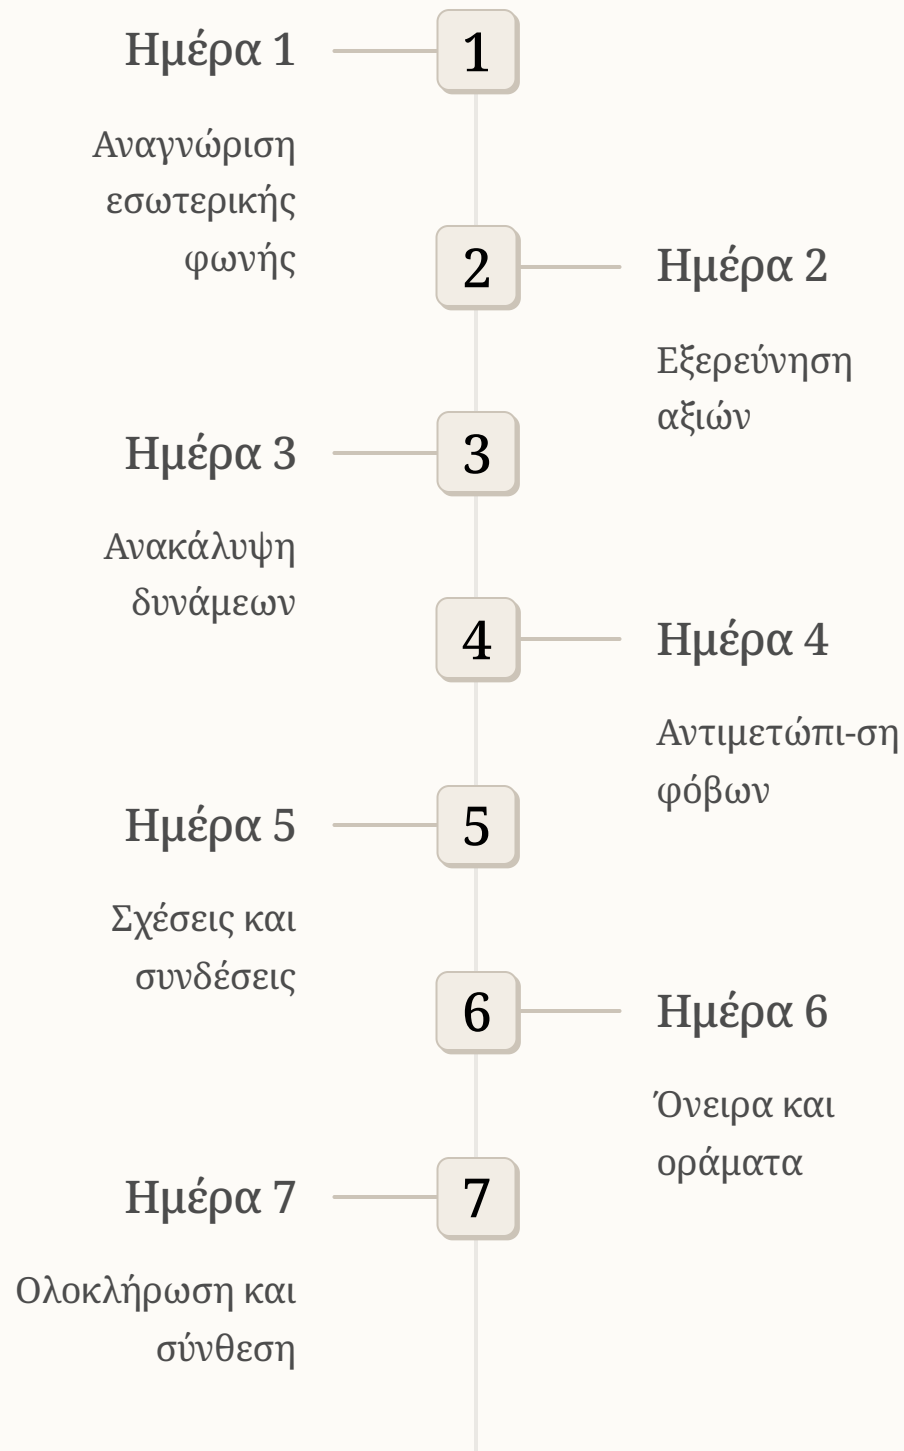 Ημέρα 1
1
Αναγνώριση
εσωτερικής
φωνής
2
Ημέρα 2
Εξερεύνηση
αξιών
Ημέρα 3
3
Ανακάλυψη
δυνάμεων
4
Ημέρα 4
Αντιμετώπι-ση
φόβων
Ημέρα 5
5
Σχέσεις και
συνδέσεις
6
Ημέρα 6
Όνειρα και
οράματα
Ημέρα 7
7
Ολοκλήρωση και
σύνθεση